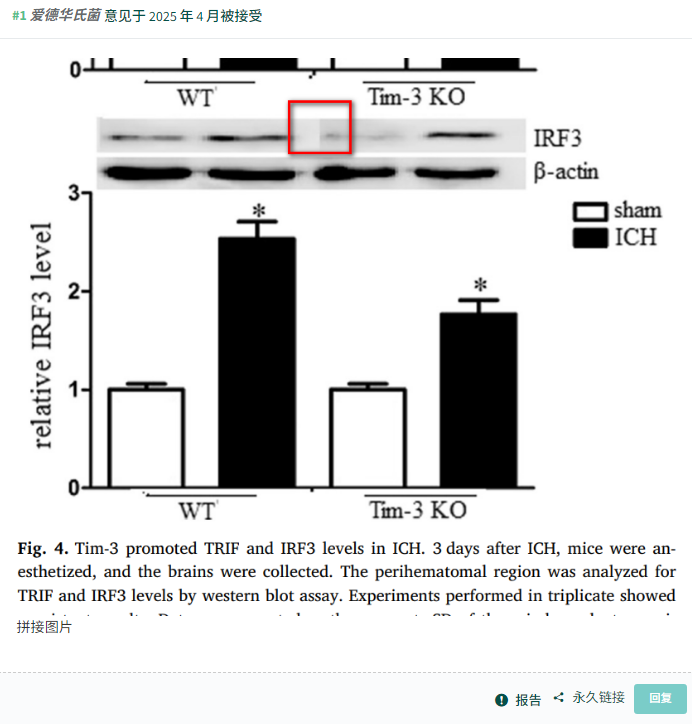 #1 爱德华氏菌 意见于 2025 年 4 月被接受
0
WT
Tim-3 KO
IRF3
β-actin
3
sham
ICH
*
*
2
relative IRF3 level
1
0
WT
Tim-3 KO
Fig. 4. Tim-3 promoted TRIF and IRF3 levels in ICH. 3 days after ICH, mice were an-
esthetized, and the brains were collected. The perihematomal region was analyzed for
TRIF and IRF3 levels by western blot assay. Experiments performed in triplicate showed
拼接图片
报告 永久链接 回复